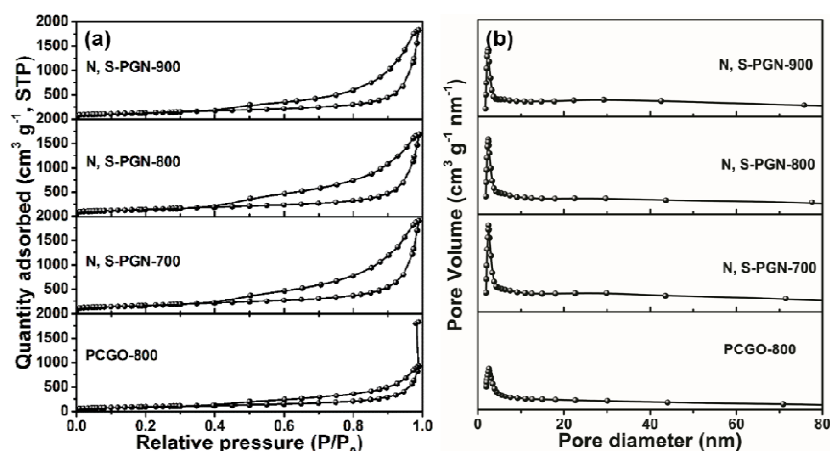 (a)
Quantity adsorbed (cm³ g⁻¹, STP)
2000
1500
1000
500
2000
1500
1000
500
2000
1500
1000
500
2000
1500
1000
500
0
N, S-PGN-900
N, S-PGN-800
N, S-PGN-700
PCGO-800
0.0 0.2 0.4 0.6 0.8 1.0
Relative pressure (P/P₀)
(b)
Pore Volume (cm³ g⁻¹ nm⁻¹)
N, S-PGN-900
N, S-PGN-800
N, S-PGN-700
PCGO-800
0 20 40 60 80
Pore diameter (nm)